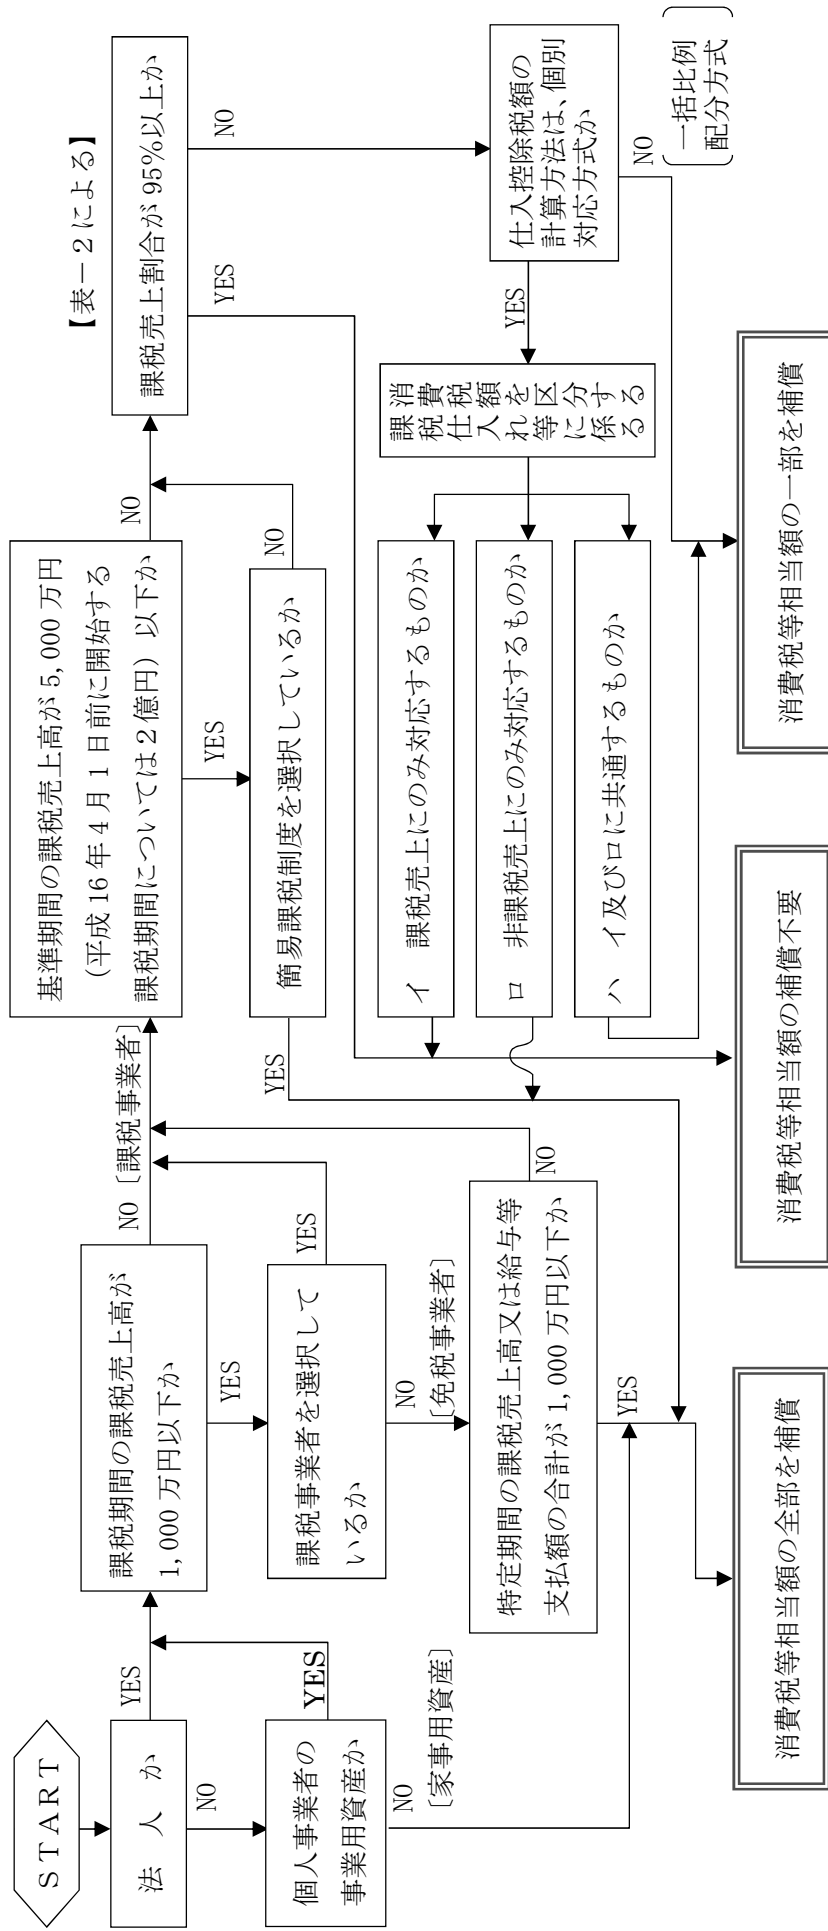 START
法 人 か
YES
NO
個人事業者の
事業用資産か
YES
NO
〔家事用資産〕
課税期間の課税売上高が
1,000 万円以下か
NO 〔課税事業者〕
YES
課税事業者を選択して
いるか
YES
NO
〔免税事業者〕
特定期間の課税売上高又は給与等
支払額の合計が 1,000 万円以下か
NO
YES
基準期間の課税売上高が 5,000 万円
(平成 16 年 4 月 1 日前に開始する
課税期間については2億円) 以下か
NO
YES
簡易課税制度を選択しているか
NO
YES
【表－2による】
課税売上割合が 95%以上か
YES
NO
仕入控除税額の
計算方法は、個別
対応方式か
YES
NO
一括比例
配分方式
課税仕入れ等に係る
消費税額を区分する
イ 課税売上にのみ対応するものか
ロ 非課税売上にのみ対応するものか
ハ イ及びロに共通するものか
消費税等相当額の全部を補償
消費税等相当額の補償不要
消費税等相当額の一部を補償